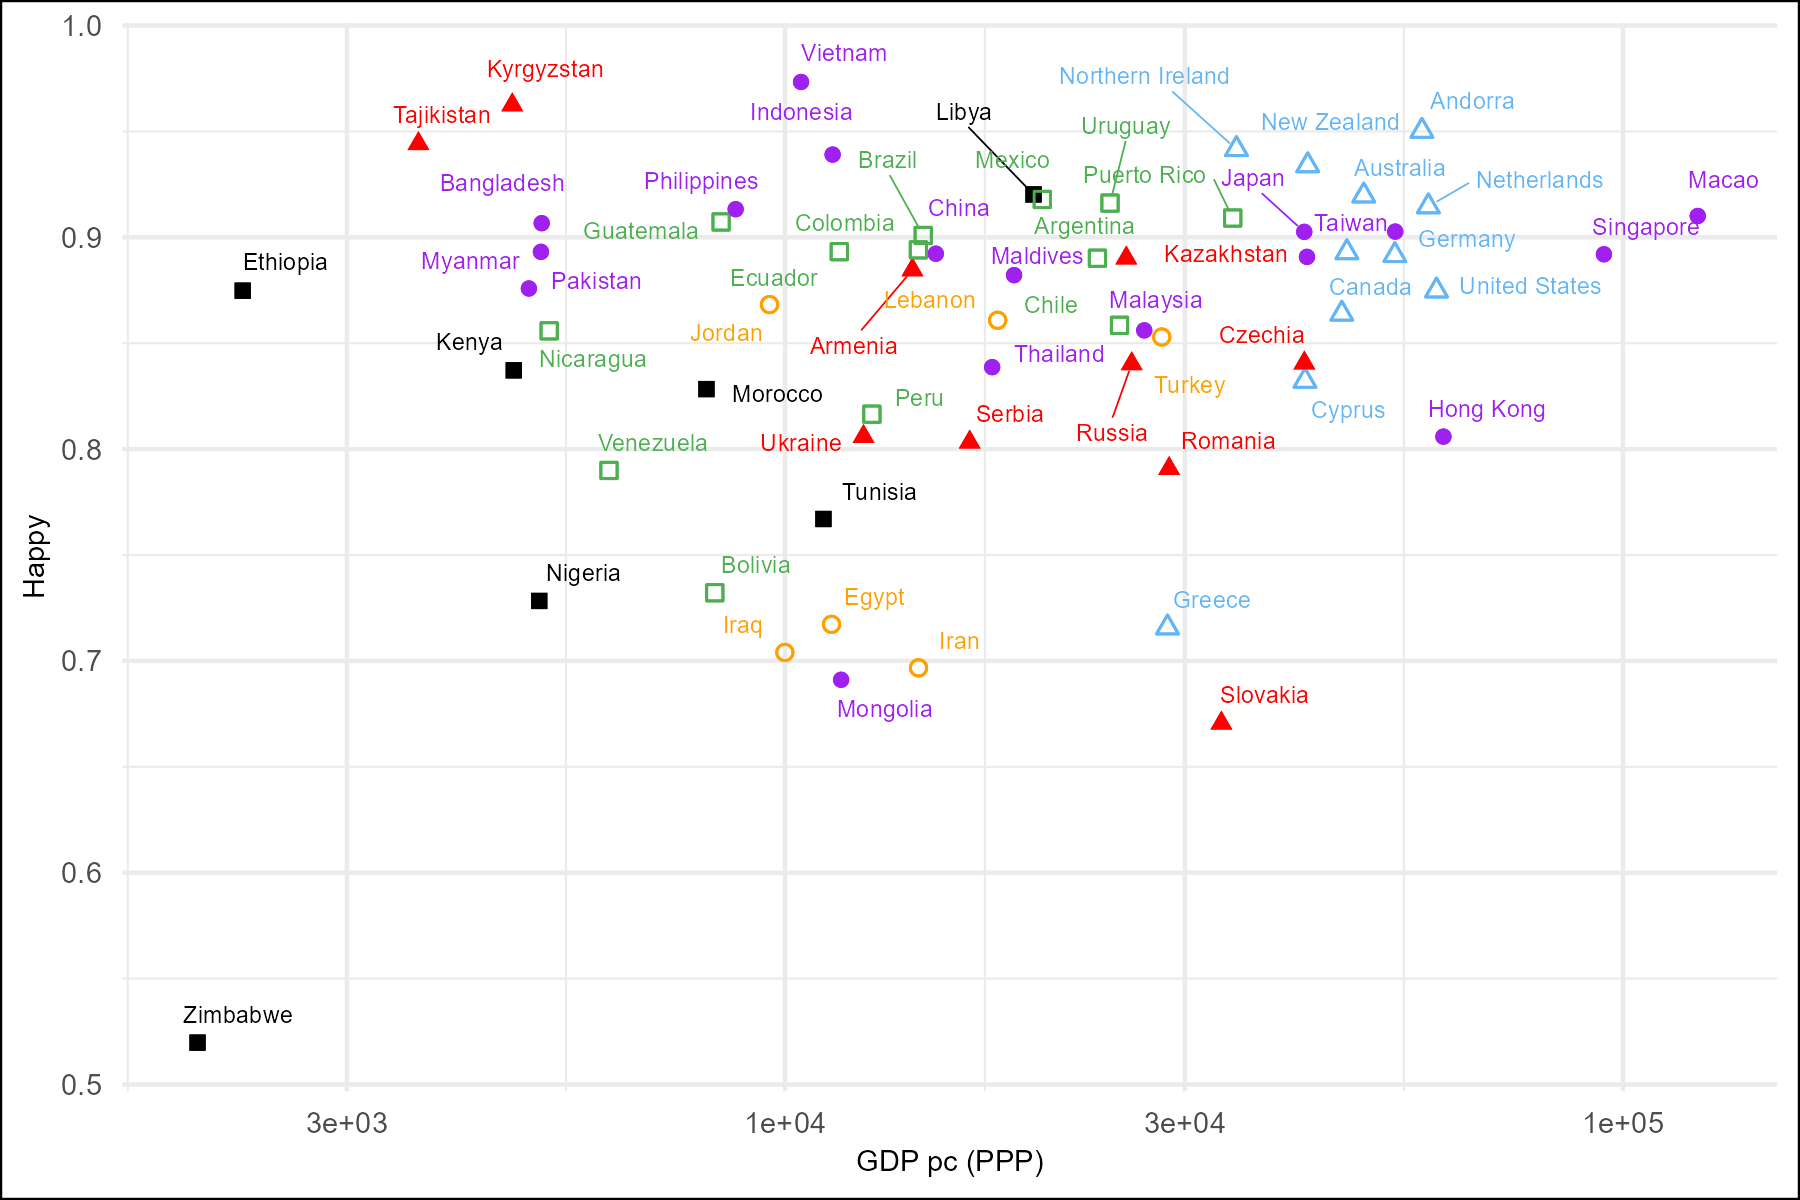 1.0
Vietnam
Kyrgyzstan
Northern Ireland
Andorra
Tajikistan
Indonesia
Libya
Uruguay
New Zealand
Brazil
Mexico
Australia
Bangladesh
Philippines
Puerto Rico
Japan
Netherlands
Macao
China
0.9
Guatemala
Colombia
Argentina
Taiwan
Singapore
Germany
Ethiopia
Myanmar
Maldives
Kazakhstan
Pakistan
Ecuador
Lebanon
Chile
Malaysia
Canada
United States
Jordan
Armenia
Czechia
Kenya
Nicaragua
Thailand
Morocco
Peru
Turkey
Serbia
Cyprus
Hong Kong
0.8
Venezuela
Ukraine
Russia
Romania
Tunisia
Happy
Nigeria
Bolivia
Egypt
Greece
Iraq
Iran
0.7
Mongolia
Slovakia
0.6
Zimbabwe
0.5
3e+03
1e+04
3e+04
1e+05
GDP pc (PPP)